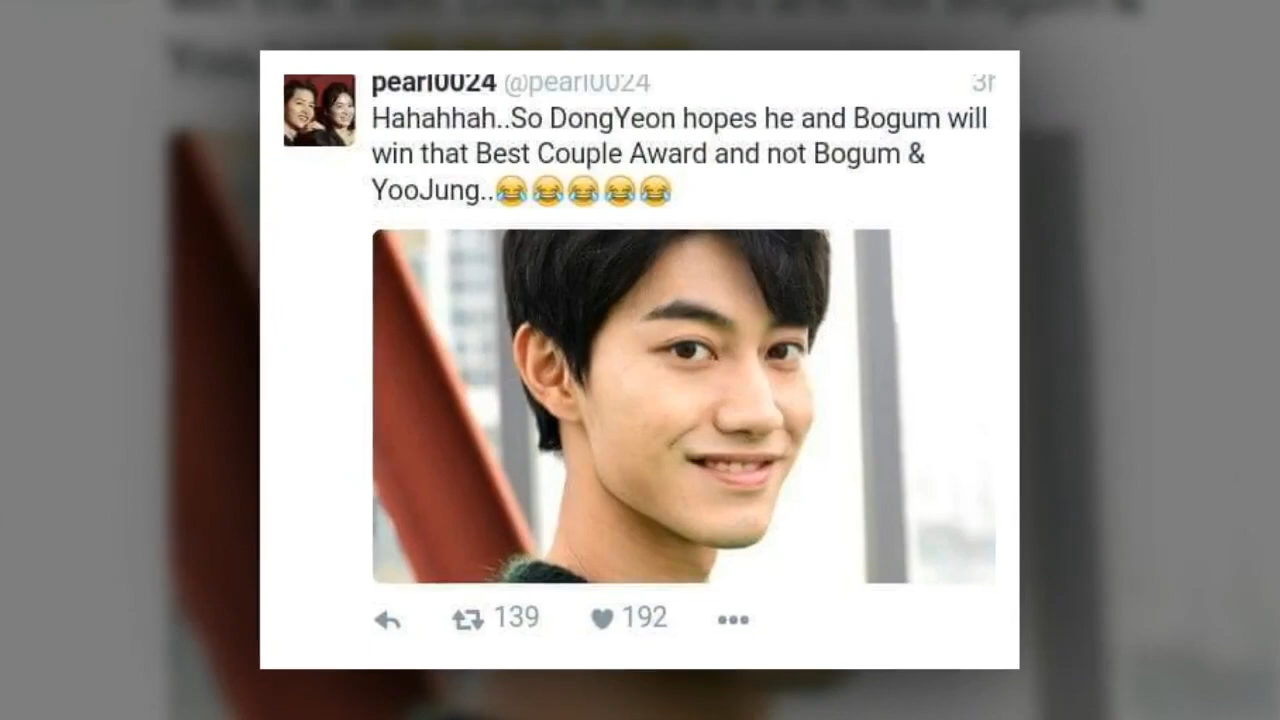 pearl0024 @pearl0024
Hahahhah..So DongYeon hopes he and Bogum will
win that Best Couple Award and not Bogum &
YooJung..😂😂😂😂😂
139 192